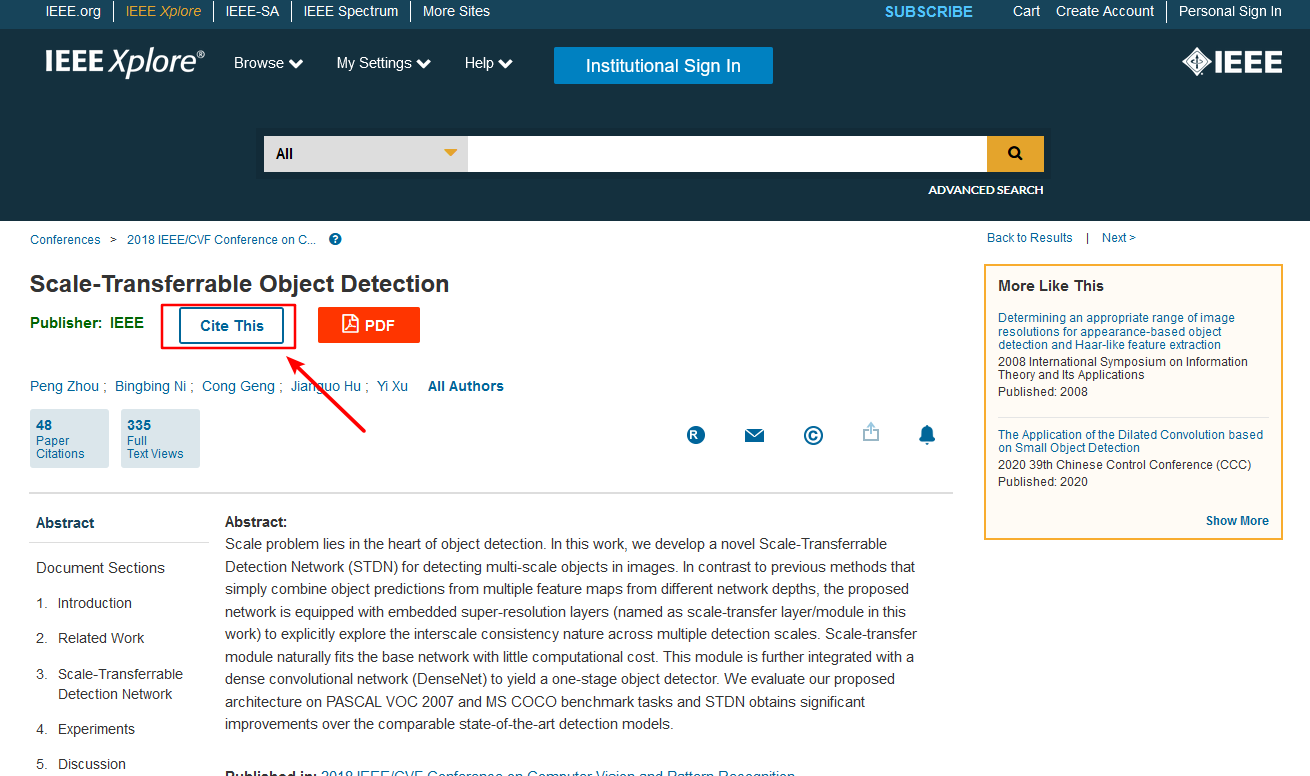 IEEE.org IEEE Xplore IEEE-SA IEEE Spectrum More Sites SUBSCRIBE Cart Create Account Personal Sign In
IEEE Xplore® Browse My Settings Help Institutional Sign In IEEE
All
ADVANCED SEARCH
Conferences > 2018 IEEE/CVF Conference on C... ?
Back to Results | Next >
Scale-Transferrable Object Detection
Publisher: IEEE Cite This PDF
Peng Zhou ; Bingbing Ni ; Cong Geng ; Jianguo Hu ; Yi Xu All Authors
48
Paper
Citations
335
Full
Text Views
R ©
Abstract
Document Sections
1. Introduction
2. Related Work
3. Scale-Transferrable
Detection Network
4. Experiments
5. Discussion
Abstract:
Scale problem lies in the heart of object detection. In this work, we develop a novel Scale-Transferrable
Detection Network (STDN) for detecting multi-scale objects in images. In contrast to previous methods that
simply combine object predictions from multiple feature maps from different network depths, the proposed
network is equipped with embedded super-resolution layers (named as scale-transfer layer/module in this
work) to explicitly explore the interscale consistency nature across multiple detection scales. Scale-transfer
module naturally fits the base network with little computational cost. This module is further integrated with a
dense convolutional network (DenseNet) to yield a one-stage object detector. We evaluate our proposed
architecture on PASCAL VOC 2007 and MS COCO benchmark tasks and STDN obtains significant
improvements over the comparable state-of-the-art detection models.
Published in: 2018 IEEE/CVF Conference on Computer Vision and Pattern Recognition
More Like This
Determining an appropriate range of image
resolutions for appearance-based object
detection and Haar-like feature extraction
2008 International Symposium on Information
Theory and Its Applications
Published: 2008
The Application of the Dilated Convolution based
on Small Object Detection
2020 39th Chinese Control Conference (CCC)
Published: 2020
Show More